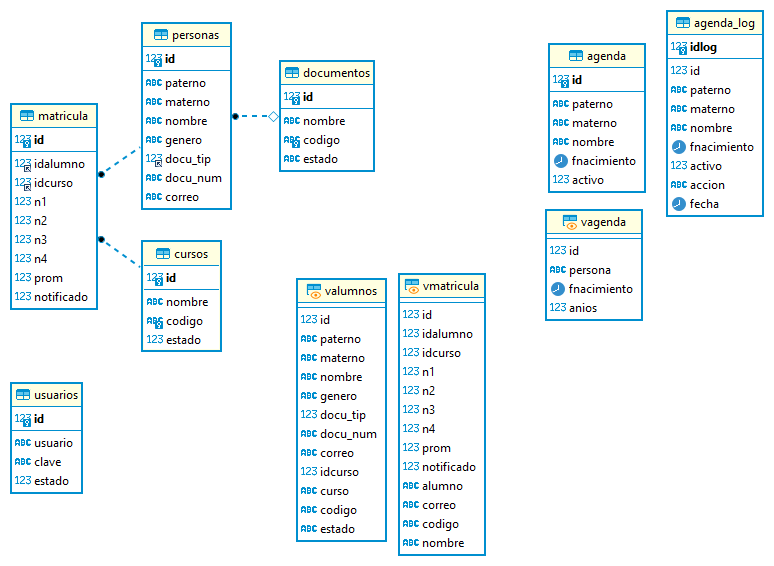 personas
123 id
ABC paterno
ABC materno
ABC nombre
ABC genero
123 docu_tip
ABC docu_num
ABC correo
documentos
123 id
ABC nombre
ABC codigo
ABC estado
matricula
123 id
123 idalumno
123 idcurso
123 n1
123 n2
123 n3
123 n4
123 prom
123 notificado
cursos
123 id
ABC nombre
ABC codigo
123 estado
usuarios
123 id
ABC usuario
ABC clave
123 estado
valumnos
123 id
ABC paterno
ABC materno
ABC nombre
ABC genero
123 docu_tip
ABC docu_num
ABC correo
123 idcurso
ABC curso
ABC codigo
ABC estado
vmatricula
123 id
123 idalumno
123 idcurso
123 n1
123 n2
123 n3
123 n4
123 prom
123 notificado
ABC alumno
ABC correo
ABC codigo
ABC nombre
agenda
123 id
ABC paterno
ABC materno
ABC nombre
fnacimiento
123 activo
agenda_log
123 idlog
123 id
ABC paterno
ABC materno
ABC nombre
fnacimiento
123 activo
ABC accion
fecha
vagenda
123 id
ABC persona
fnacimiento
123 anios